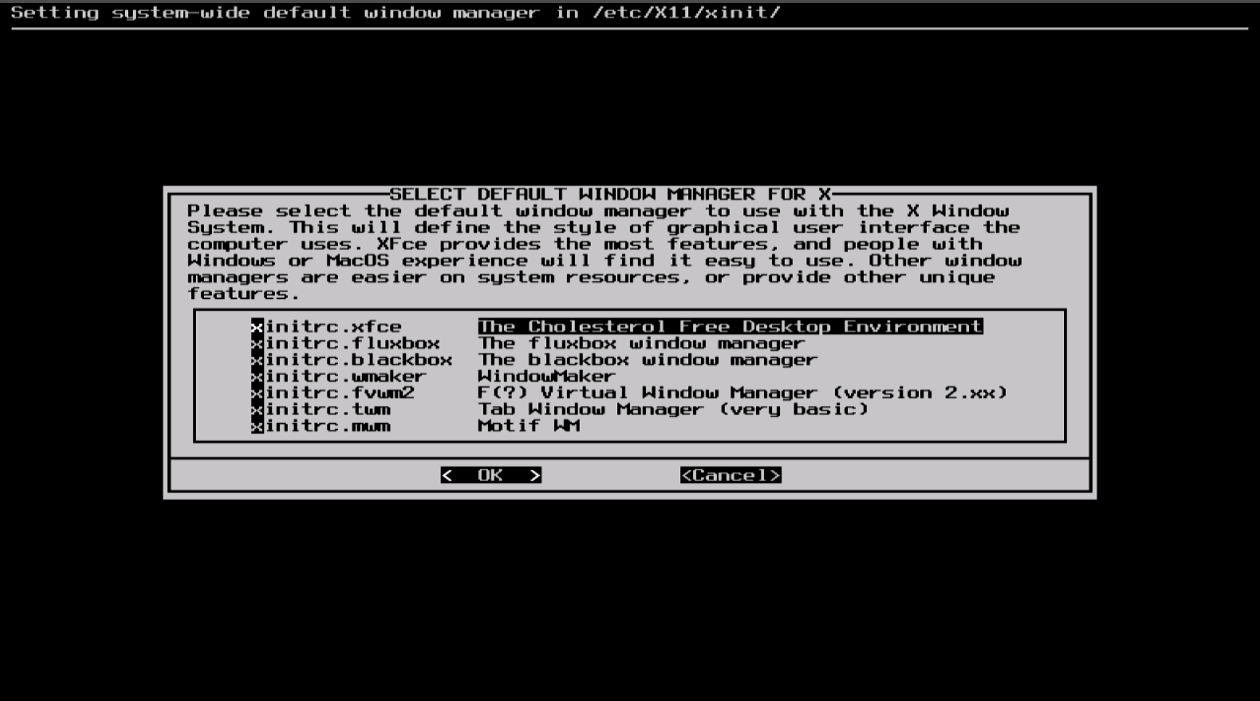 Setting system-wide default window manager in /etc/X11/xinit/
SELECT DEFAULT WINDOW MANAGER FOR X
Please select the default window manager to use with the X Window
System. This will define the style of graphical user interface the
computer uses. XFce provides the most features, and people with
Windows or MacOS experience will find it easy to use. Other window
managers are easier on system resources, or provide other unique
features.
xinitrc.xfce The Cholesterol Free Desktop Environment
xinitrc.fluxbox The fluxbox window manager
xinitrc.blackbox The blackbox window manager
xinitrc.wmaker WindowMaker
xinitrc.fvwm2 F(?) Virtual Window Manager (version 2.xx)
xinitrc.twm Tab Window Manager (very basic)
xinitrc.mwm Motif WM
< OK > <Cancel>